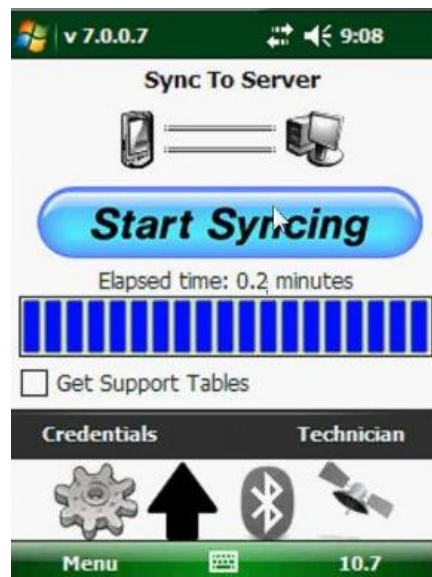 v 7.0.0.7 9:08
Sync To Server
Start Syncing
Elapsed time: 0.2 minutes
Get Support Tables
Credentials Technician
Menu 10.7